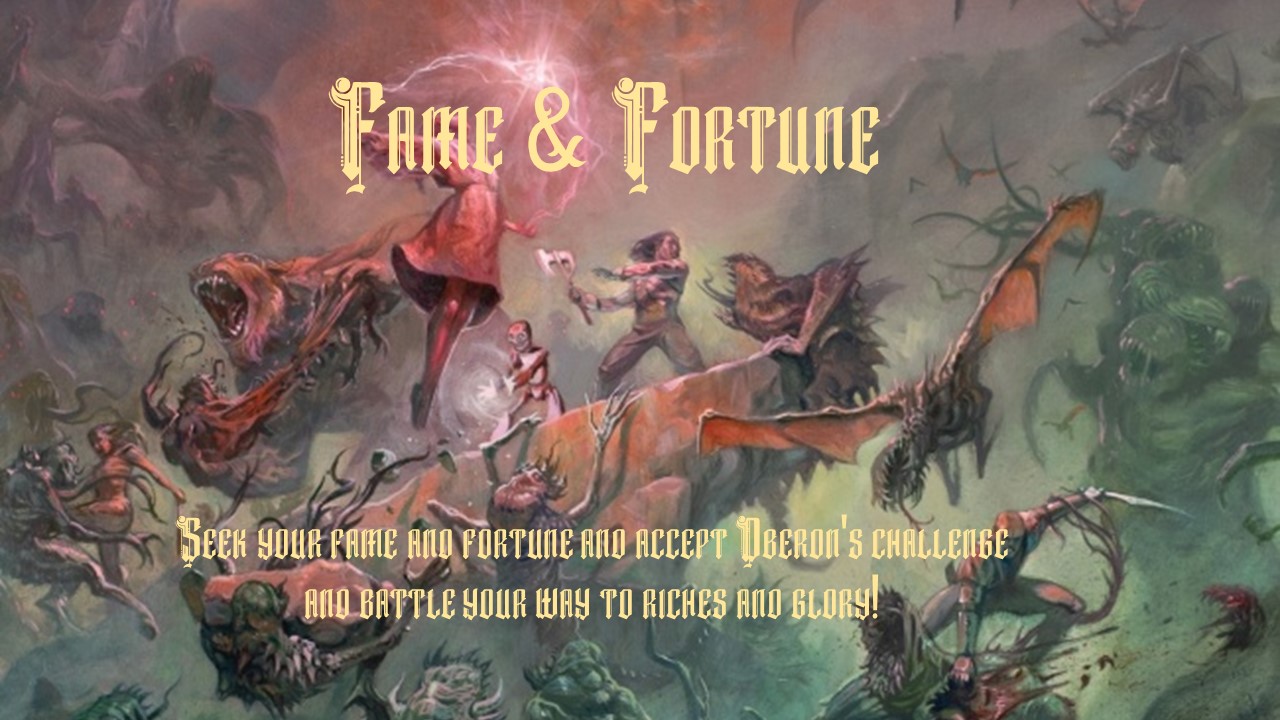 Fame & Fortune
Seek your fame and fortune and accept Oberon's challenge
and battle your way to riches and glory!